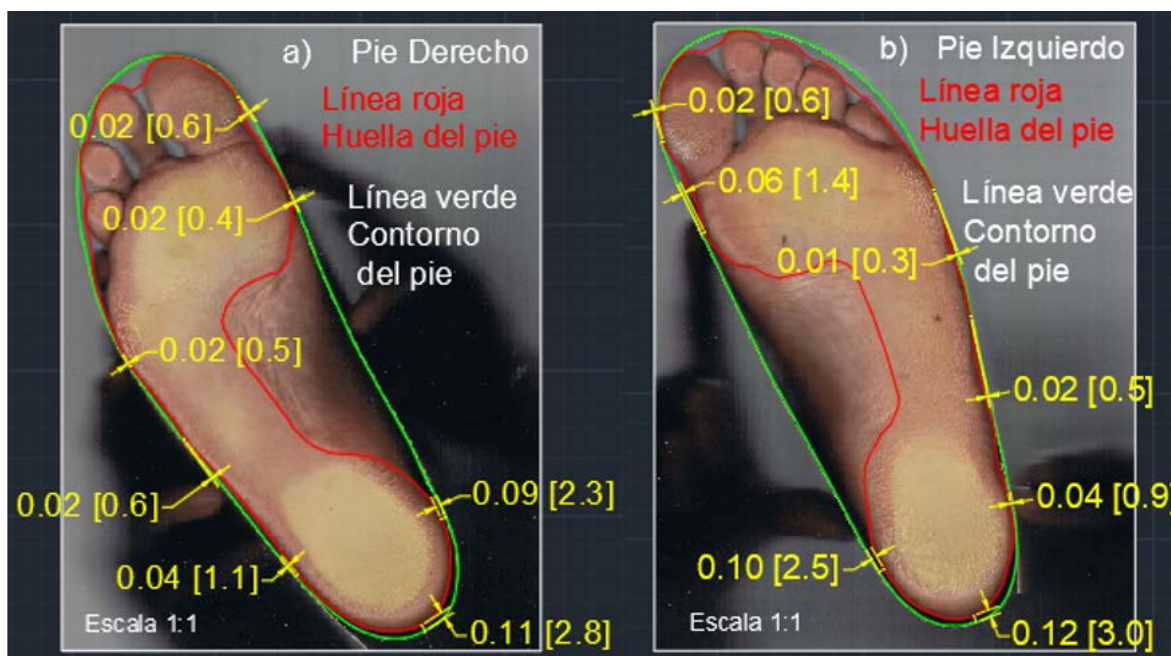 a) Pie Derecho
Línea roja
Huella del pie
Línea verde
Contorno
del pie
0.02 [0.6]
0.02 [0.4]
0.02 [0.5]
0.02 [0.6]
0.09 [2.3]
0.04 [1.1]
0.11 [2.8]
Escala 1:1
b) Pie Izquierdo
Línea roja
Huella del pie
Línea verde
Contorno
del pie
0.02 [0.6]
0.06 [1.4]
0.01 [0.3]
0.02 [0.5]
0.04 [0.9]
0.10 [2.5]
0.12 [3.0]
Escala 1:1